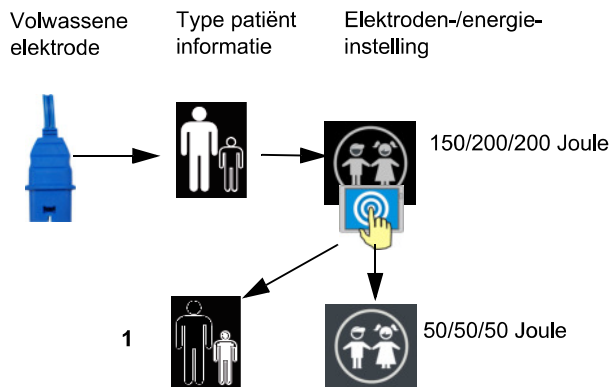 Volwassene
elektrode
Type patiënt
informatie
Elektroden-/energie-
instelling
150/200/200 Joule
1
50/50/50 Joule